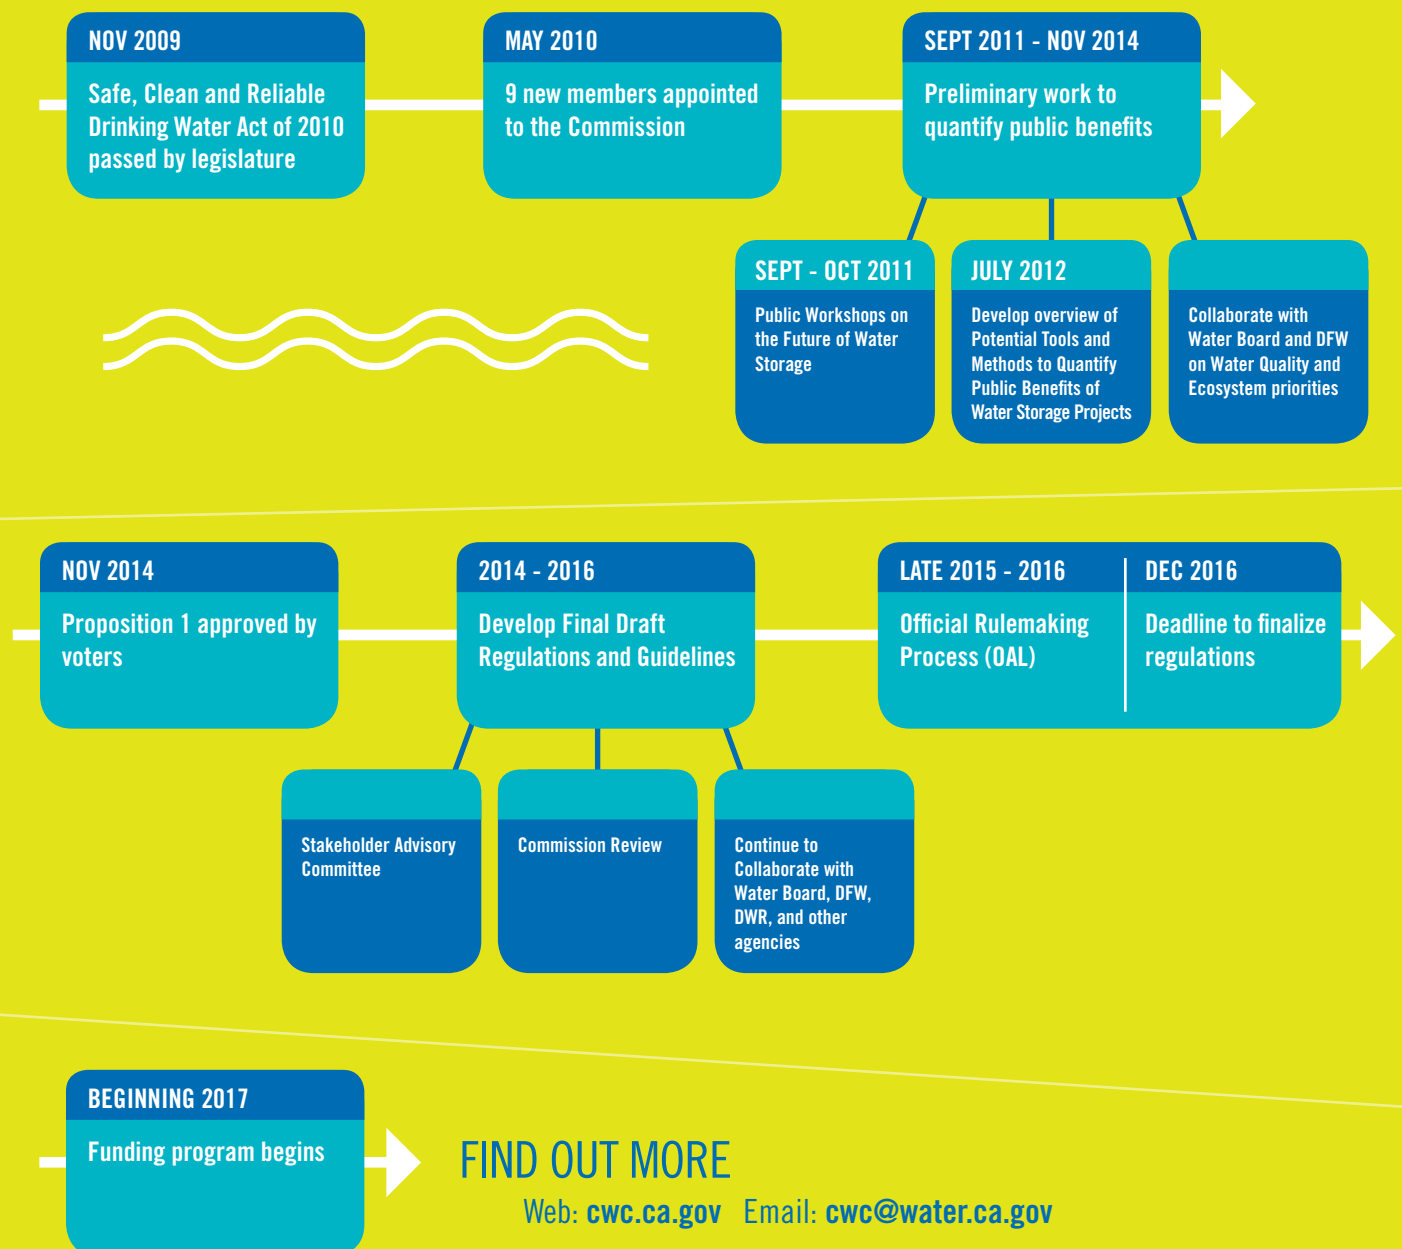 NOV 2009
Safe, Clean and Reliable
Drinking Water Act of 2010
passed by legislature
MAY 2010
9 new members appointed
to the Commission
SEPT 2011 - NOV 2014
Preliminary work to
quantify public benefits
SEPT - OCT 2011
Public Workshops on
the Future of Water
Storage
JULY 2012
Develop overview of
Potential Tools and
Methods to Quantify
Public Benefits of
Water Storage Projects
Collaborate with
Water Board and DFW
on Water Quality and
Ecosystem priorities
NOV 2014
Proposition 1 approved by
voters
2014 - 2016
Develop Final Draft
Regulations and Guidelines
LATE 2015 - 2016
Official Rulemaking
Process (OAL)
DEC 2016
Deadline to finalize
regulations
Stakeholder Advisory
Committee
Commission Review
Continue to
Collaborate with
Water Board, DFW,
DWR, and other
agencies
BEGINNING 2017
Funding program begins
FIND OUT MORE
Web: cwc.ca.gov Email: cwc@water.ca.gov